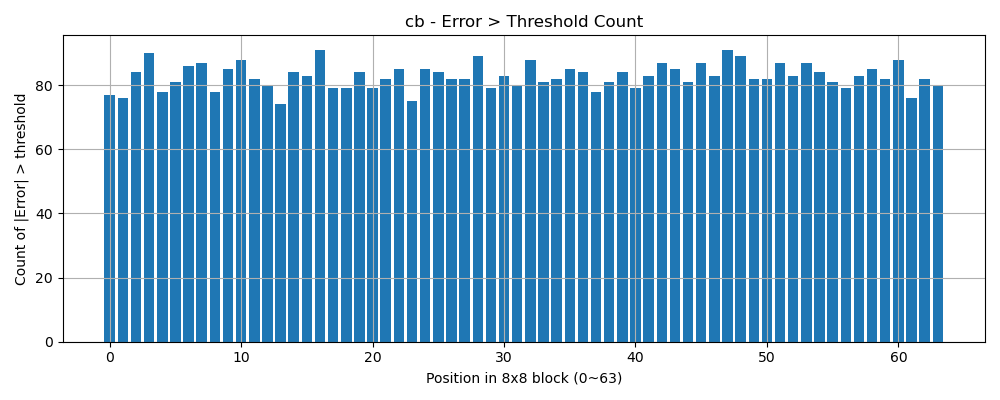 cb - Error > Threshold Count
Count of |Error| > threshold
80
60
40
20
0
0 10 20 30 40 50 60
Position in 8x8 block (0~63)